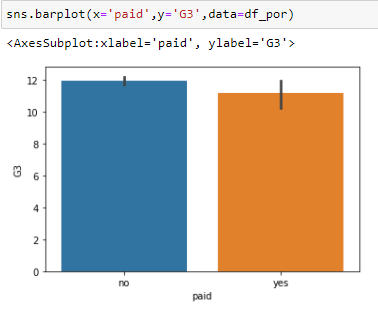 sns.barplot(x='paid',y='G3',data=df_por)
<AxesSubplot:xlabel='paid', ylabel='G3'>
12
10
8
6
4
2
0
G3
no yes
paid